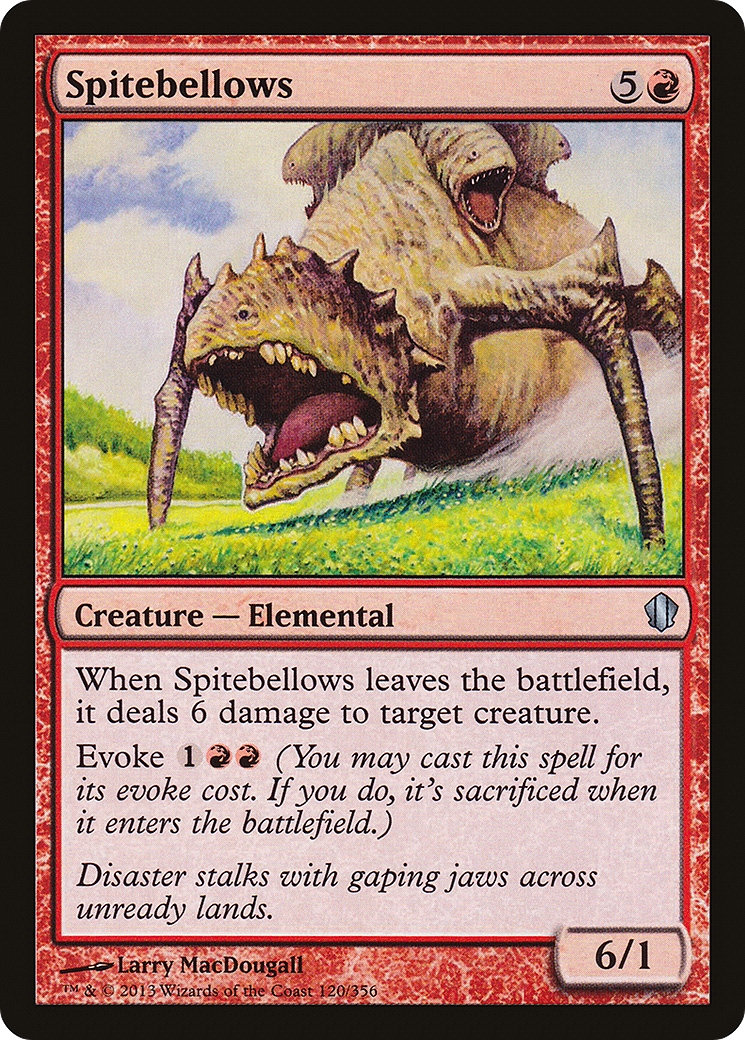 Spitebellows 5
Creature — Elemental
When Spitebellows leaves the battlefield,
it deals 6 damage to target creature.
Evoke 1 (You may cast this spell for
its evoke cost. If you do, it's sacrificed when
it enters the battlefield.)
Disaster stalks with gaping jaws across
unready lands.
6/1
Larry MacDougall
™ & © 2013 Wizards of the Coast 120/356